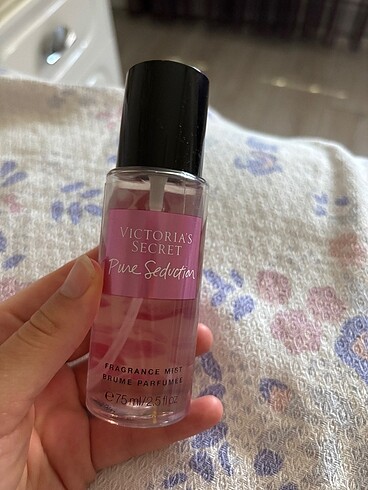 VICTORIA'S
SECRET
Pure Seduction
FRAGRANCE MIST
BRUME PARFUMÉE
℮75 ml/2.5 fl oz